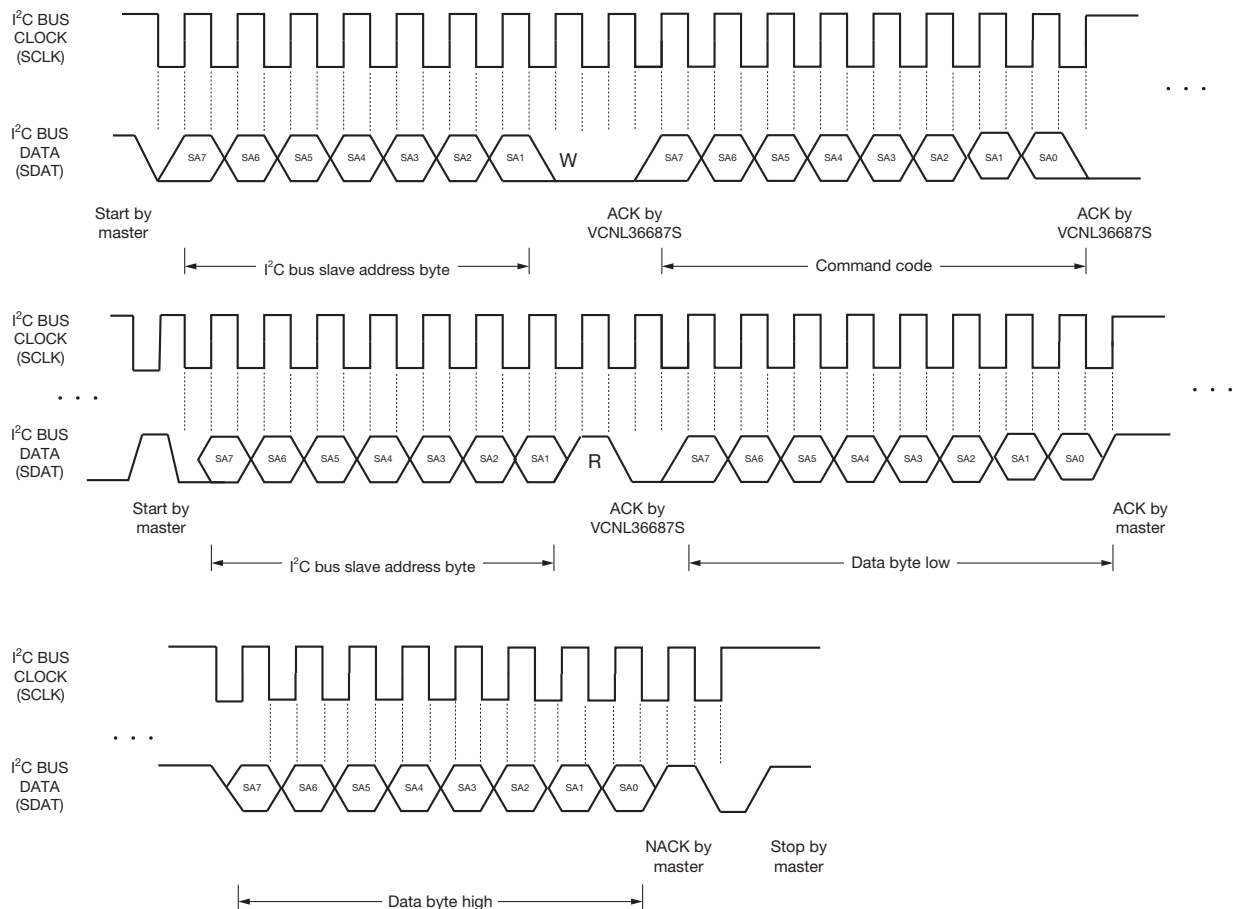 I²C BUS
CLOCK
(SCLK)
. . .
I²C BUS
DATA
(SDAT)
SA7 SA6 SA5 SA4 SA3 SA2 SA1 W SA7 SA6 SA5 SA4 SA3 SA2 SA1 SA0
Start by
master
ACK by
VCNL36687S
ACK by
VCNL36687S
I²C bus slave address byte
Command code
I²C BUS
CLOCK
(SCLK)
. . .
. . .
I²C BUS
DATA
(SDAT)
SA7 SA6 SA5 SA4 SA3 SA2 SA1 R SA7 SA6 SA5 SA4 SA3 SA2 SA1 SA0
Start by
master
ACK by
VCNL36687S
ACK by
master
I²C bus slave address byte
Data byte low
I²C BUS
CLOCK
(SCLK)
. . .
I²C BUS
DATA
(SDAT)
SA7 SA6 SA5 SA4 SA3 SA2 SA1 SA0
NACK by
master
Stop by
master
Data byte high